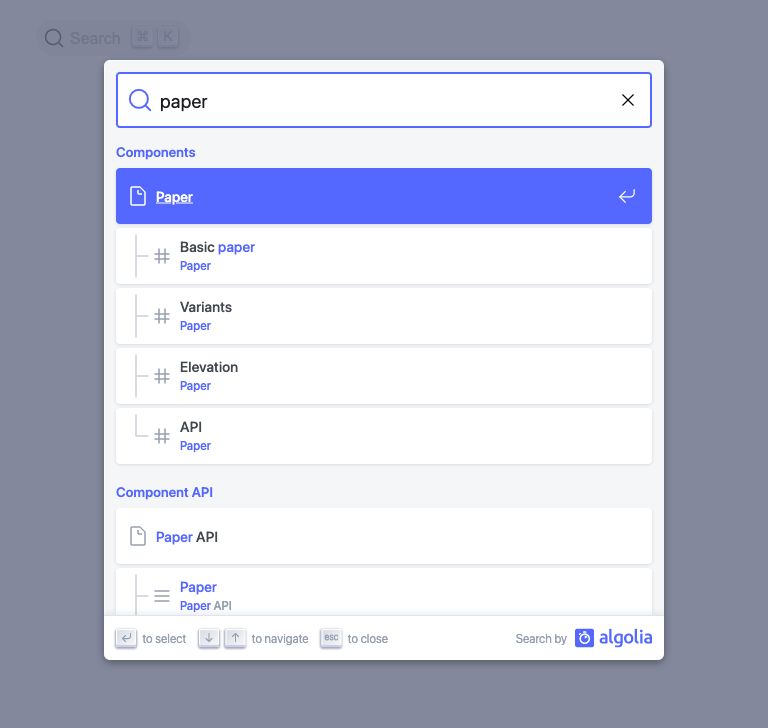 Search ⌘ K
paper
Components
Paper
Basic paper
Paper
Variants
Paper
Elevation
Paper
API
Paper
Component API
Paper API
Paper
Paper API
to select to navigate esc to close Search by algolia